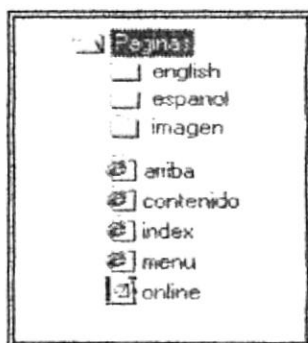 Paginas
english
espanol
imagen
arriba
contenido
index
menu
online